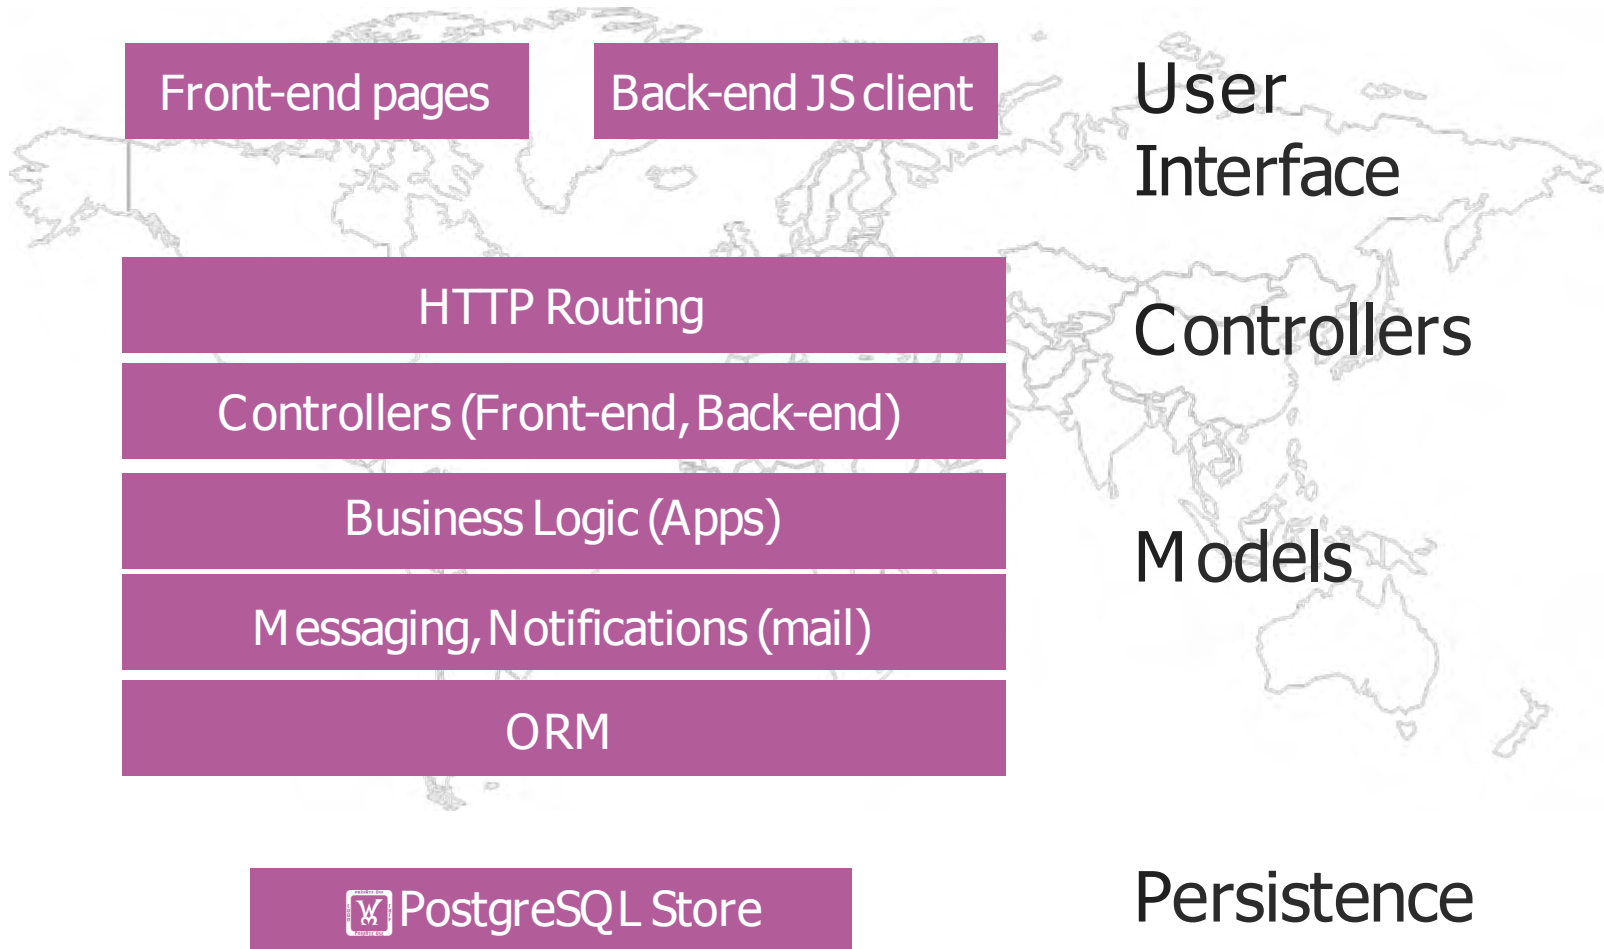 Front-end pages
Back-end JS client
User
Interface
HTTP Routing
Controllers
Controllers (Front-end, Back-end)
Business Logic (Apps)
Models
Messaging, Notifications (mail)
ORM
PostgreSQL Store
Persistence